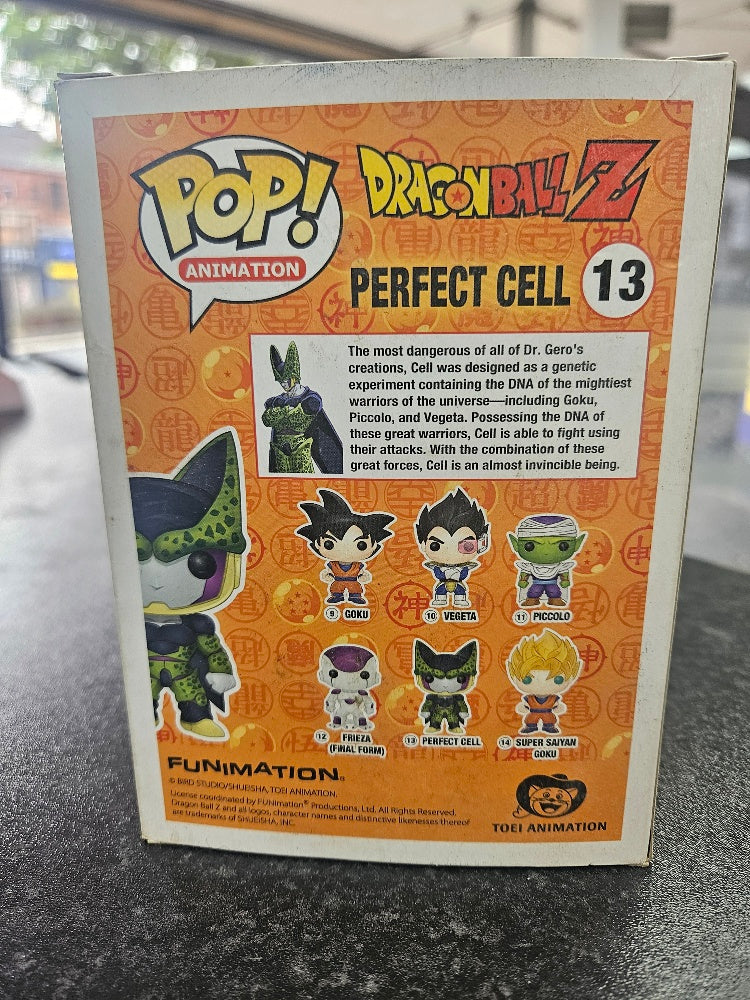 POP!
ANIMATION
DRAGONBALL Z
PERFECT CELL 13
The most dangerous of all of Dr. Gero's
creations, Cell was designed as a genetic
experiment containing the DNA of the mightiest
warriors of the universe—including Goku,
Piccolo, and Vegeta. Possessing the DNA of
these great warriors, Cell is able to fight using
their attacks. With the combination of these
great forces, Cell is an almost invincible being.
9 GOKU
10 VEGETA
11 PICCOLO
12 FRIEZA
(FINAL FORM)
13 PERFECT CELL
14 SUPER SAIYAN
GOKU
FUNIMATION®
© BIRD STUDIO/SHUEISHA, TOEI ANIMATION.
License coordinated by FUNimation® Productions, Ltd. All Rights Reserved.
Dragon Ball Z and all logos, character names and distinctive likenesses thereof
are trademarks of SHUEISHA, INC.
TOEI ANIMATION